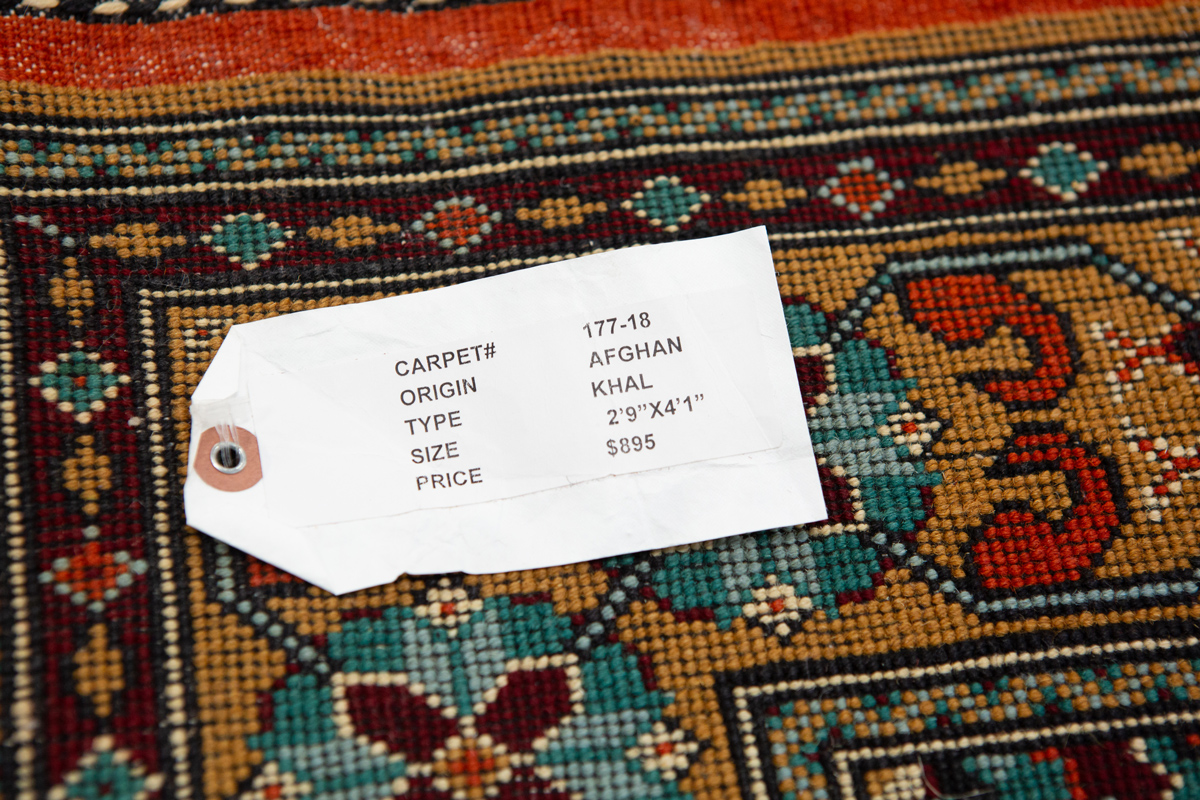 CARPET# 177-18
ORIGIN AFGHAN
TYPE KHAL
SIZE 2'9"X4'1"
PRICE $895